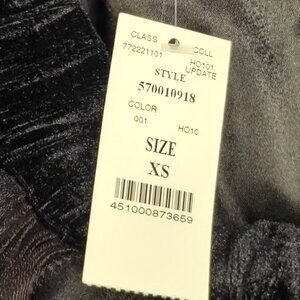 CLASS COLL
772221101 HO101
UPDATE
STYLE
570010918
COLOR
001 HO10
SIZE
XS
451000873659